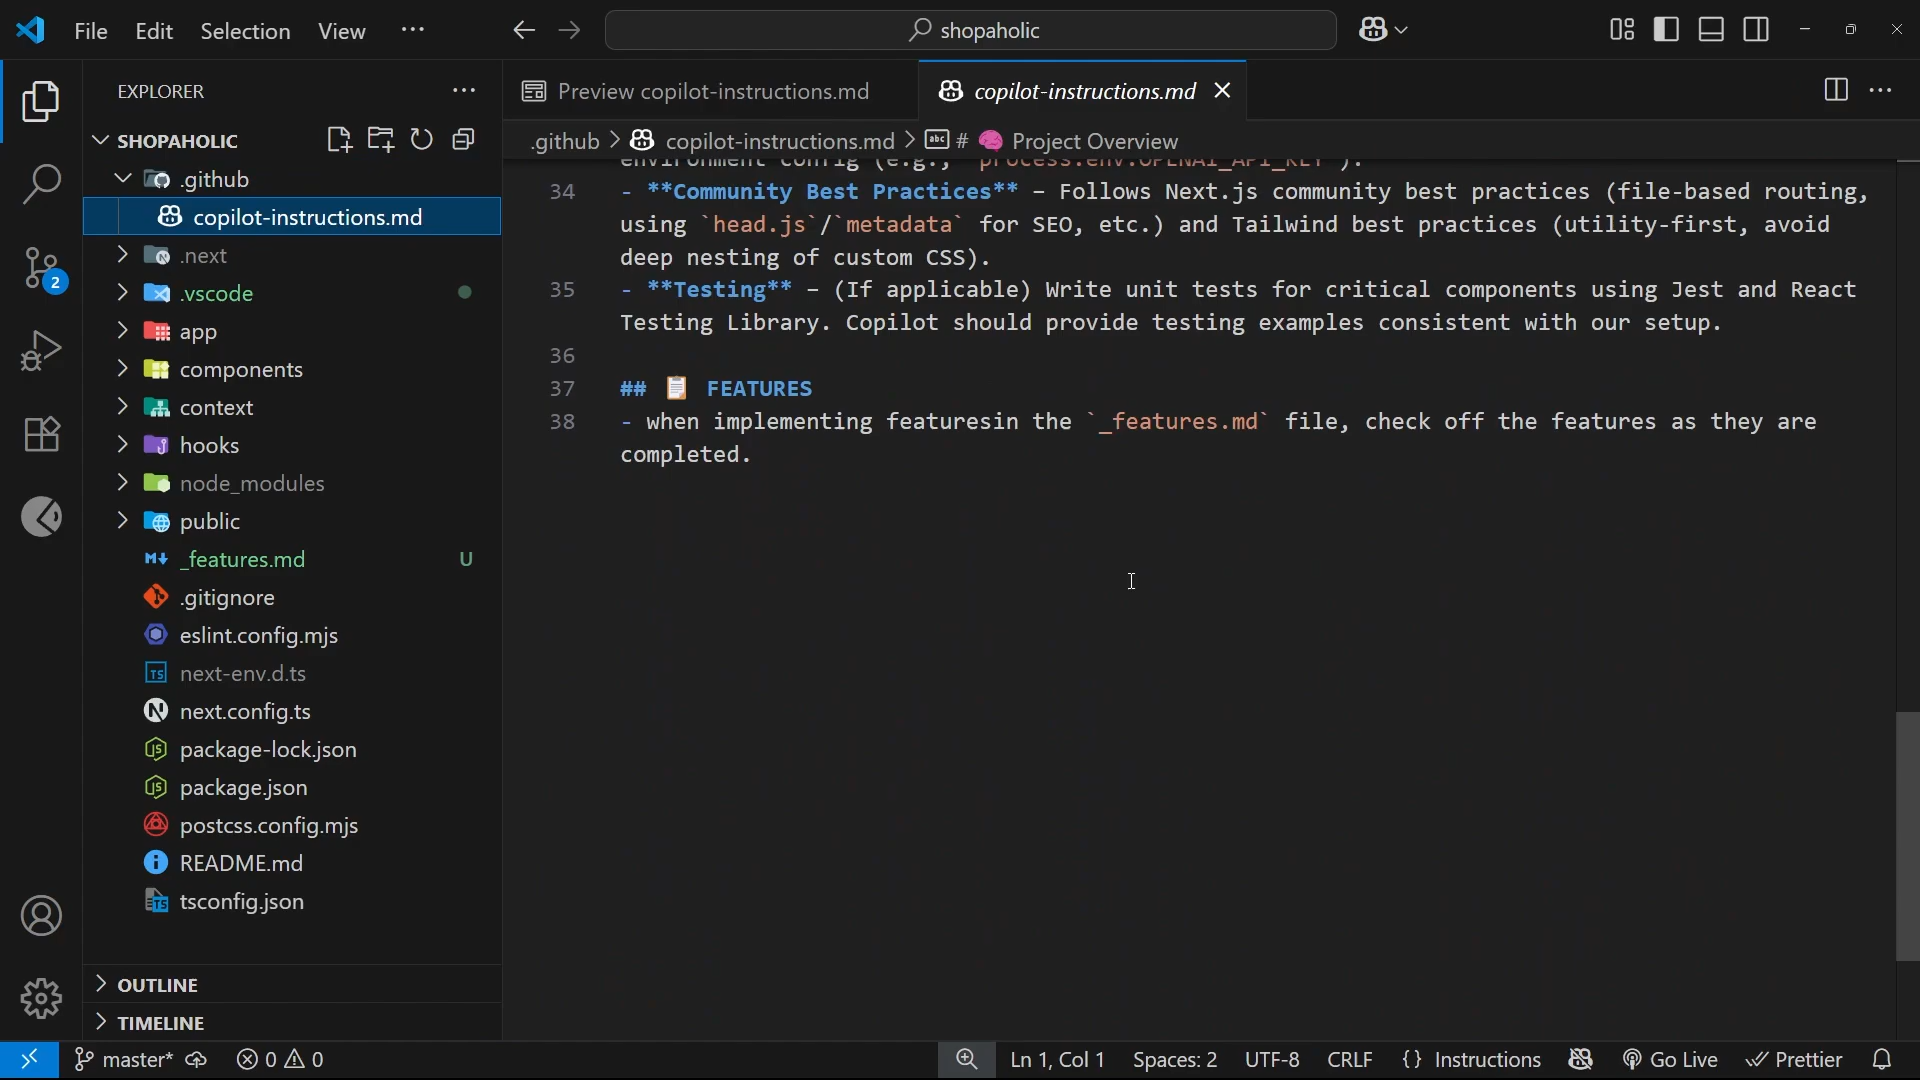 File Edit Selection View ···
shopaholic
EXPLORER
SHOPAHOLIC
.github
copilot-instructions.md
.next
.vscode
app
components
context
hooks
node_modules
public
_features.md U
.gitignore
eslint.config.mjs
next-env.d.ts
next.config.ts
package-lock.json
package.json
postcss.config.mjs
README.md
tsconfig.json
OUTLINE
TIMELINE
Preview copilot-instructions.md
copilot-instructions.md
.github > copilot-instructions.md > # 🧠 Project Overview
environment config (e.g., `process.env.OPENAI_API_KEY`).
34 - **Community Best Practices** – Follows Next.js community best practices (file-based routing,
using `head.js`/`metadata` for SEO, etc.) and Tailwind best practices (utility-first, avoid
deep nesting of custom CSS).
35 - **Testing** – (If applicable) Write unit tests for critical components using Jest and React
Testing Library. Copilot should provide testing examples consistent with our setup.
36
37 ## 📋 FEATURES
38 - when implementing featuresin the `_features.md` file, check off the features as they are
completed.
2
master* 0 0
Ln 1, Col 1 Spaces: 2 UTF-8 CRLF {} Instructions Go Live Prettier